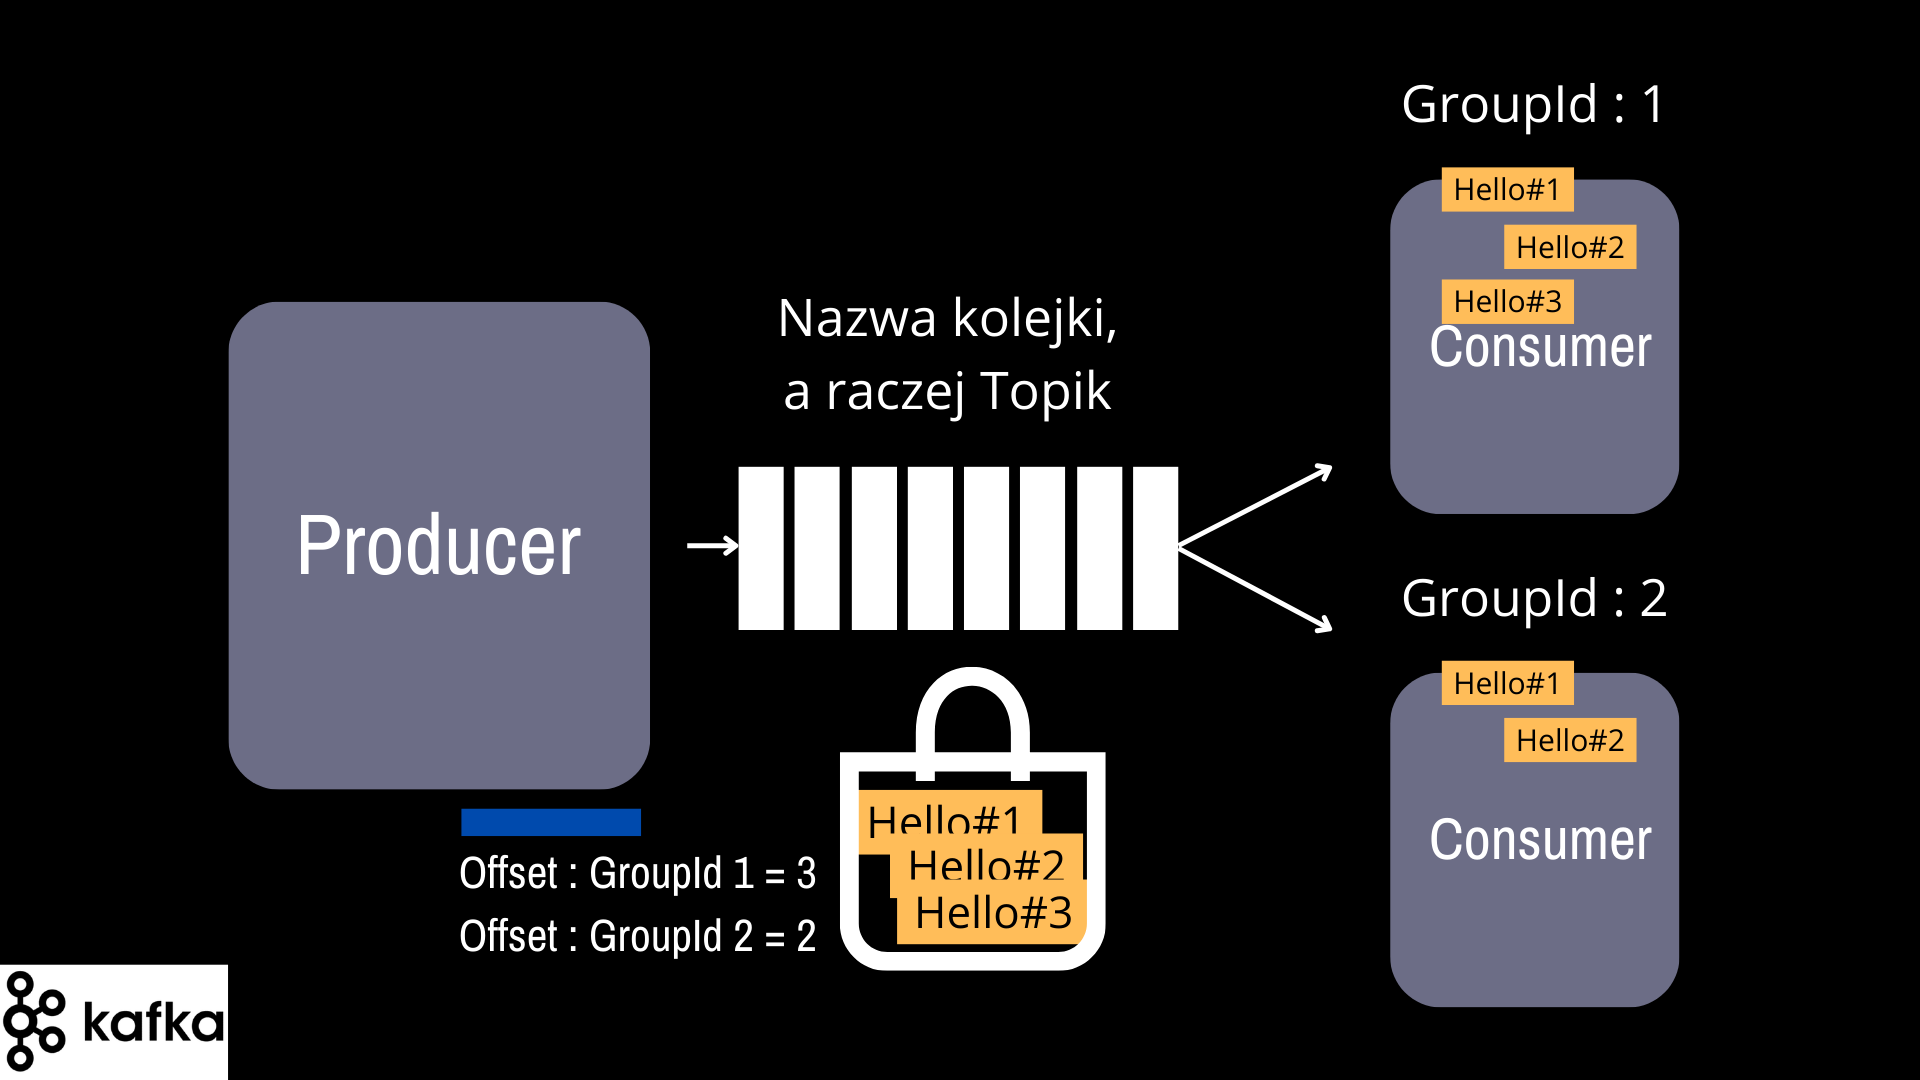 GroupId : 1
Hello#1
Hello#2
Hello#3
Consumer
Nazwa kolejki,
a raczej Topik
Producer
GroupId : 2
Hello#1
Hello#2
Consumer
Hello#1
Hello#2
Hello#3
Offset : GroupId 1 = 3
Offset : GroupId 2 = 2
kafka